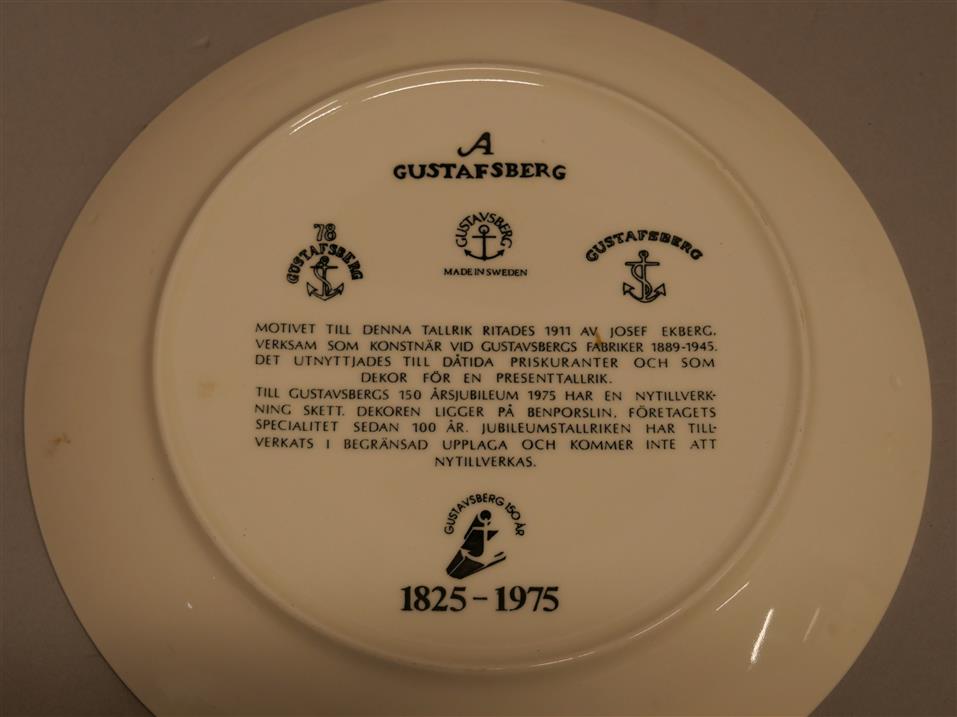 A
GUSTAFSBERG
78
GUSTAFSBERG
GUSTAVSBERG
MADE IN SWEDEN
GUSTAFSBERG
MOTIVET TILL DENNA TALLRIK RITADES 1911 AV JOSEF EKBERG,
VERKSAM SOM KONSTNÄR VID GUSTAVSBERGS FABRIKER 1889-1945.
DET UTNYTTJADES TILL DÅTIDA PRISKURANTER OCH SOM
DEKOR FÖR EN PRESENTTALLRIK.
TILL GUSTAVSBERGS 150 ÅRSJUBILEUM 1975 HAR EN NYTILLVERK-
NING SKETT. DEKOREN LIGGER PÅ BENPORSLIN, FÖRETAGETS
SPECIALITET SEDAN 100 ÅR. JUBILEUMSTALLRIKEN HAR TILL-
VERKATS I BEGRÄNSAD UPPLAGA OCH KOMMER INTE ATT
NYTILLVERKAS.
GUSTAVSBERG 150 ÅR
1825-1975